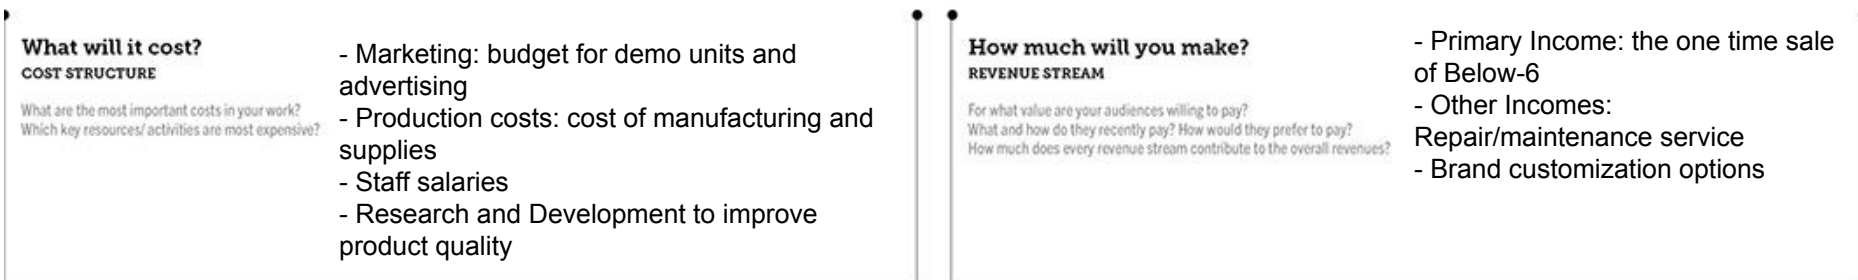 What will it cost?
COST STRUCTURE
What are the most important costs in your work?
Which key resources/ activities are most expensive?
- Marketing: budget for demo units and
advertising
- Production costs: cost of manufacturing and
supplies
- Staff salaries
- Research and Development to improve
product quality
How much will you make?
REVENUE STREAM
For what value are your audiences willing to pay?
What and how do they recently pay? How would they prefer to pay?
How much does every revenue stream contribute to the overall revenues?
- Primary Income: the one time sale
of Below-6
- Other Incomes:
Repair/maintenance service
- Brand customization options